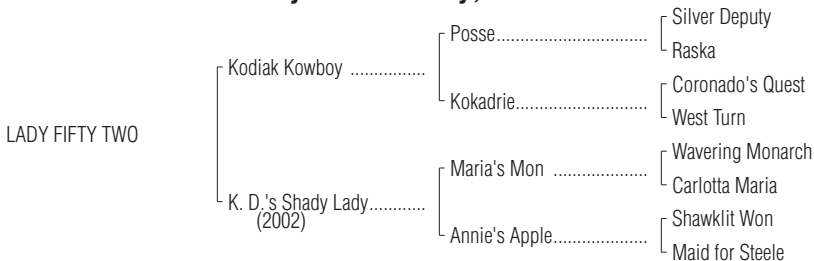 Silver Deputy
Posse................................
Raska
Kodiak Kowboy ................
Coronado's Quest
Kokadrie............................
West Turn
LADY FIFTY TWO
Wavering Monarch
Maria's Mon ....................
Carlotta Maria
K. D.'s Shady Lady............
(2002)
Shawklit Won
Annie's Apple....................
Maid for Steele